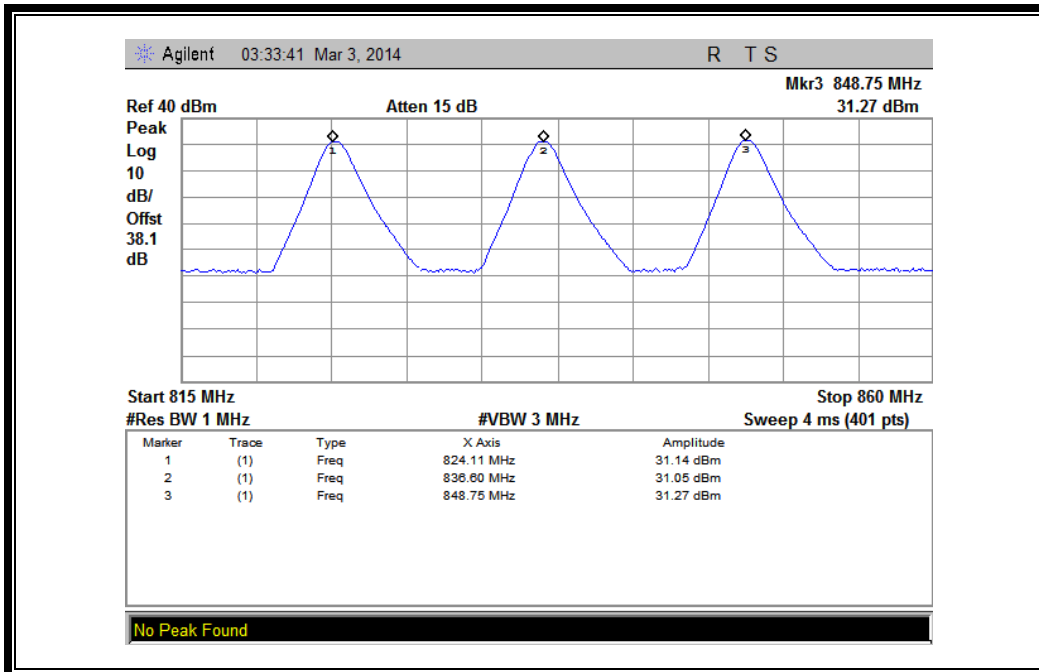 Agilent 03:33:41 Mar 3, 2014 R T S
Mkr3 848.75 MHz
Ref 40 dBm Atten 15 dB 31.27 dBm
Peak
Log
10
dB/
Offst
38.1
dB
1 2 3
Start 815 MHz Stop 860 MHz
#Res BW 1 MHz #VBW 3 MHz Sweep 4 ms (401 pts)
Marker Trace Type X Axis Amplitude
1 (1) Freq 824.11 MHz 31.14 dBm
2 (1) Freq 836.60 MHz 31.05 dBm
3 (1) Freq 848.75 MHz 31.27 dBm
No Peak Found